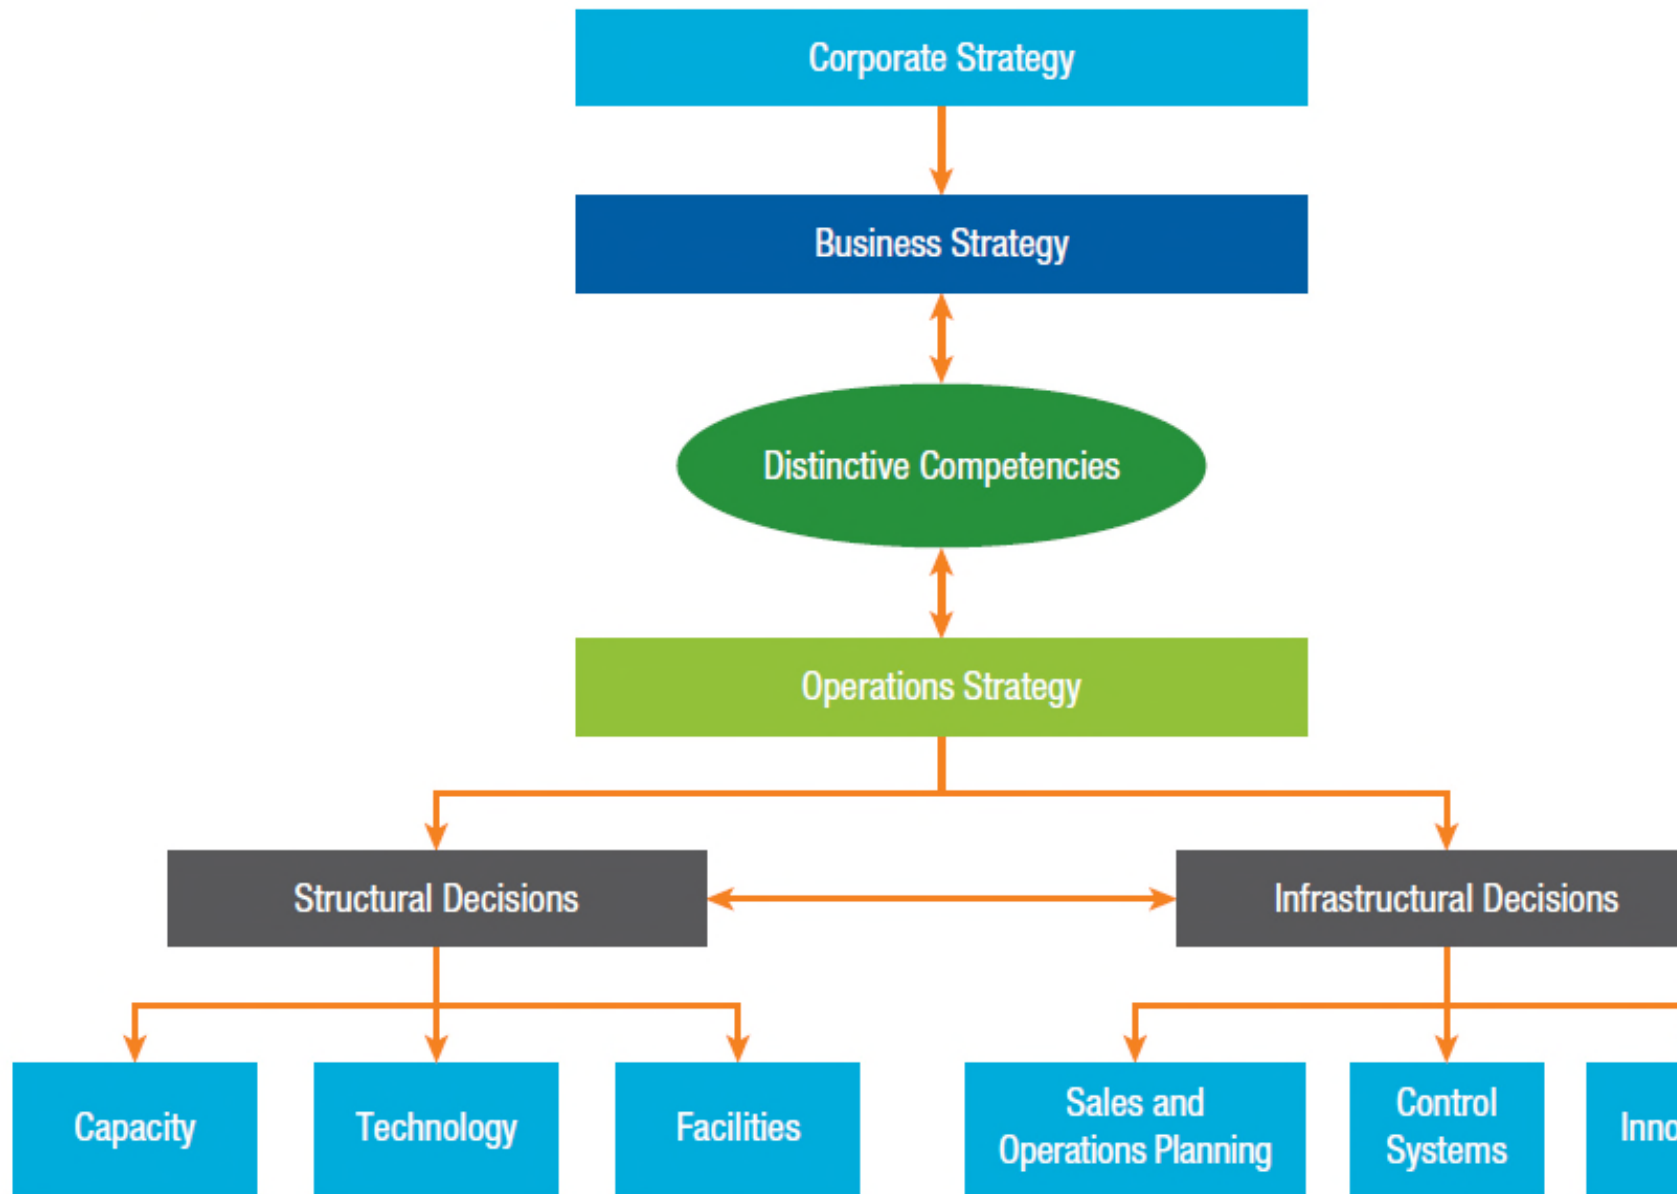 Corporate Strategy
Business Strategy
Distinctive Competencies
Operations Strategy
Structural Decisions
Infrastructural Decisions
Capacity
Technology
Facilities
Sales and
Operations Planning
Control
Systems